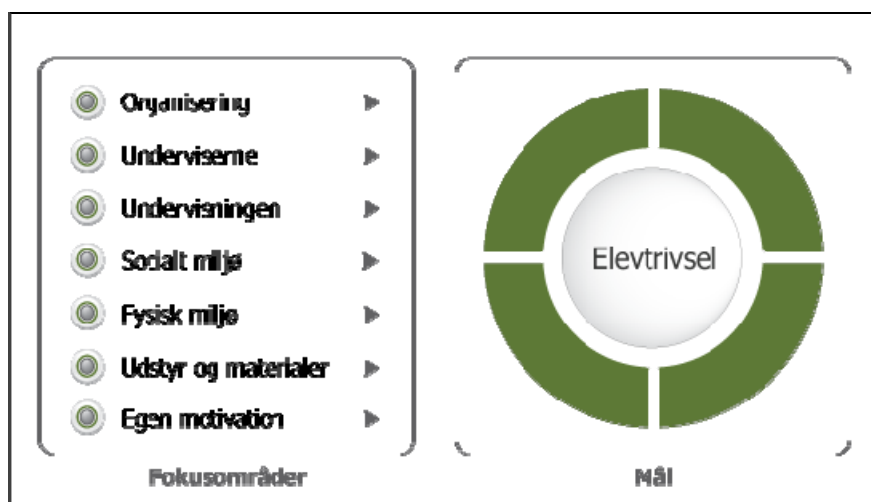 Organisering
Underviserne
Undervisningen
Socialt miljø
Fysisk miljø
Udstyr og materialer
Egen motivation
Fokusområder
Elevtrivsel
Mål